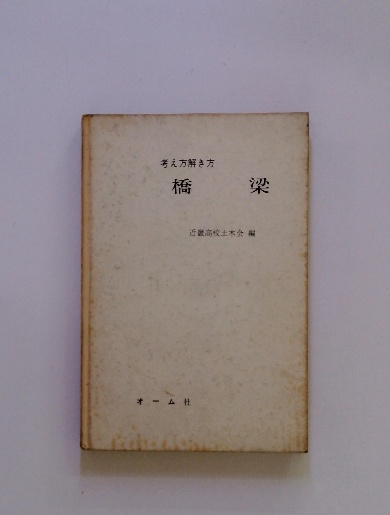 考え方解き方
橋 梁
近畿高校土木会 編
オーム社